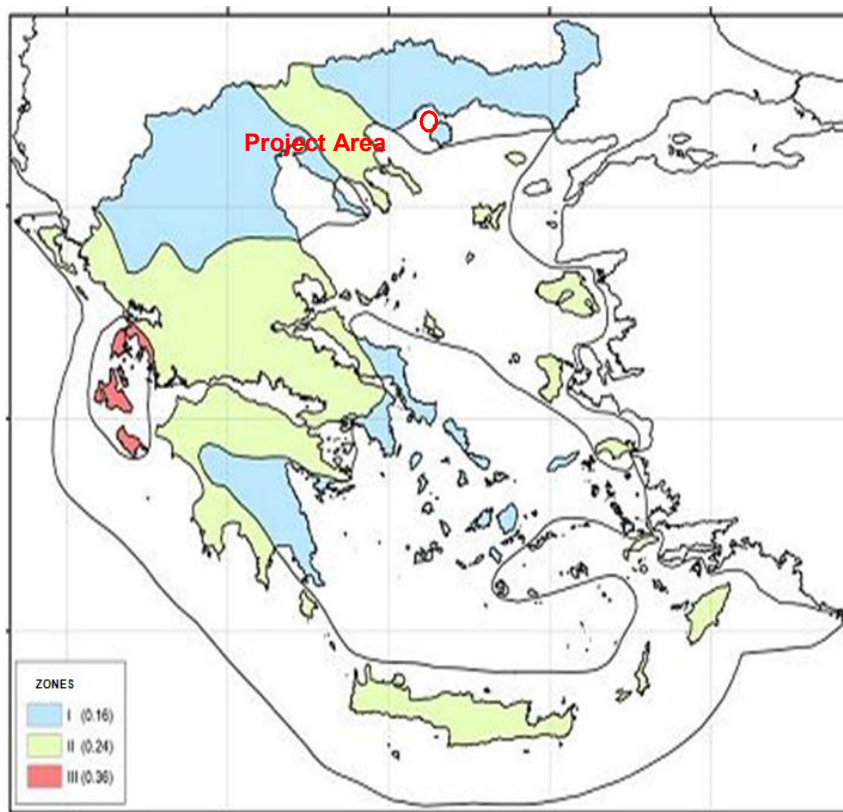 Project Area
ZONES
I (0.16)
II (0.24)
III (0.36)